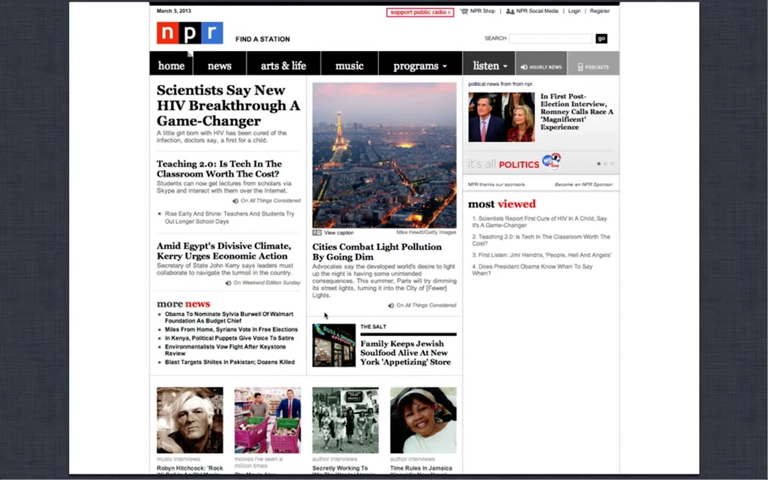 March 3, 2013
support public radio
NPR Shop | NPR Social Media | Login | Register
npr
FIND A STATION
SEARCH
go
home
news
arts & life
music
programs
listen
HOURLY NEWS
PODCASTS
Scientists Say New
HIV Breakthrough A
Game-Changer
A little girl born with HIV has been cured of the
infection, doctors say, a first for a child.
Teaching 2.0: Is Tech In The
Classroom Worth The Cost?
Students can now get lectures from scholars via
Skype and interact with them over the Internet.
On All Things Considered
Rise Early And Shine: Teachers And Students Try
Out Longer School Days
Amid Egypt's Divisive Climate,
Kerry Urges Economic Action
Secretary of State John Kerry says leaders must
collaborate to navigate the turmoil in the country.
On Weekend Edition Sunday
more news
Obama To Nominate Sylvia Burwell Of Walmart
Foundation As Budget Chief
Miles From Home, Syrians Vote In Free Elections
In Kenya, Political Puppets Give Voice To Satire
Environmentalists Vow Fight After Keystone
Review
Blast Targets Shiites In Pakistan; Dozens Killed
View caption
Mike Hewitt/Getty Images
Cities Combat Light Pollution
By Going Dim
Advocates say the developed world's desire to light
up the night is having some unintended
consequences. This summer, Paris will try dimming
its street lights, turning it into the City of [Fewer]
Lights.
On All Things Considered
THE SALT
Family Keeps Jewish
Soulfood Alive At New
York 'Appetizing' Store
political news from from npr
In First Post-
Election Interview,
Romney Calls Race A
'Magnificent'
Experience
it's all POLITICS
NPR thanks our sponsors
Become an NPR Sponsor
most viewed
1. Scientists Report First Cure of HIV In A Child, Say
It's A Game-Changer
2. Teaching 2.0: Is Tech In The Classroom Worth The
Cost?
3. First Listen: Jimi Hendrix, 'People, Hell And Angels'
4. Does President Obama Know When To Say
When?
music interviews
Robyn Hitchcock: 'Rock
movies i've seen a
million times
author interviews
Secretly Working To
author interviews
Time Rules In Jamaica